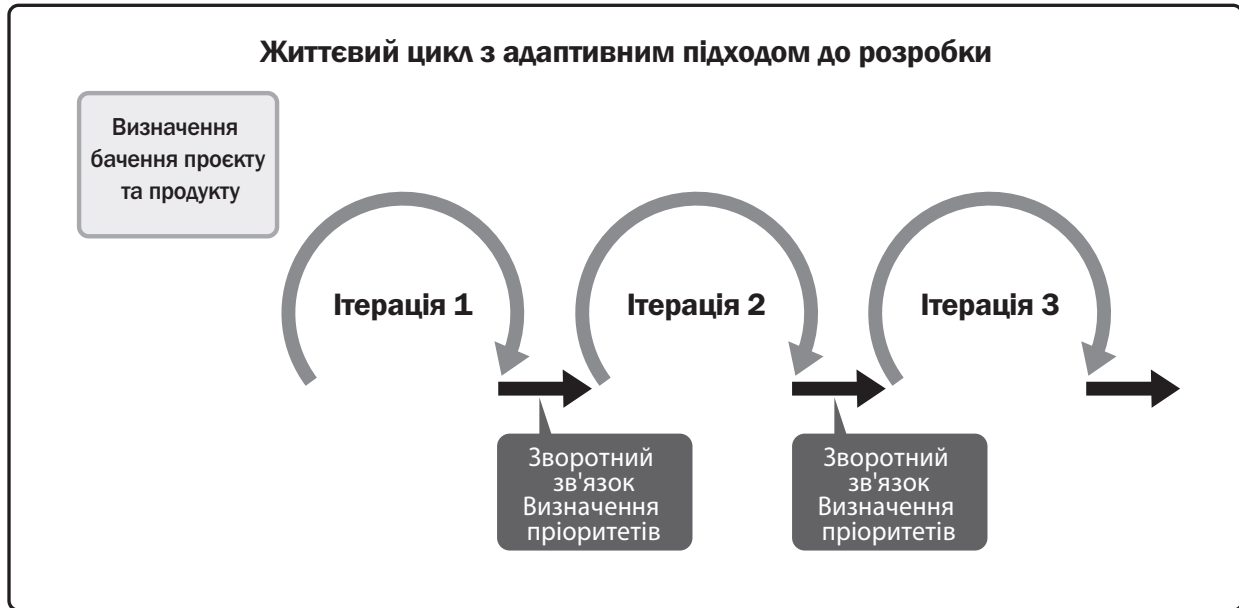 Життєвий цикл з адаптивним підходом до розробки
Визначення
бачення проєкту
та продукту
Ітерація 1
Ітерація 2
Ітерація 3
Зворотний
зв'язок
Визначення
пріоритетів
Зворотний
зв'язок
Визначення
пріоритетів